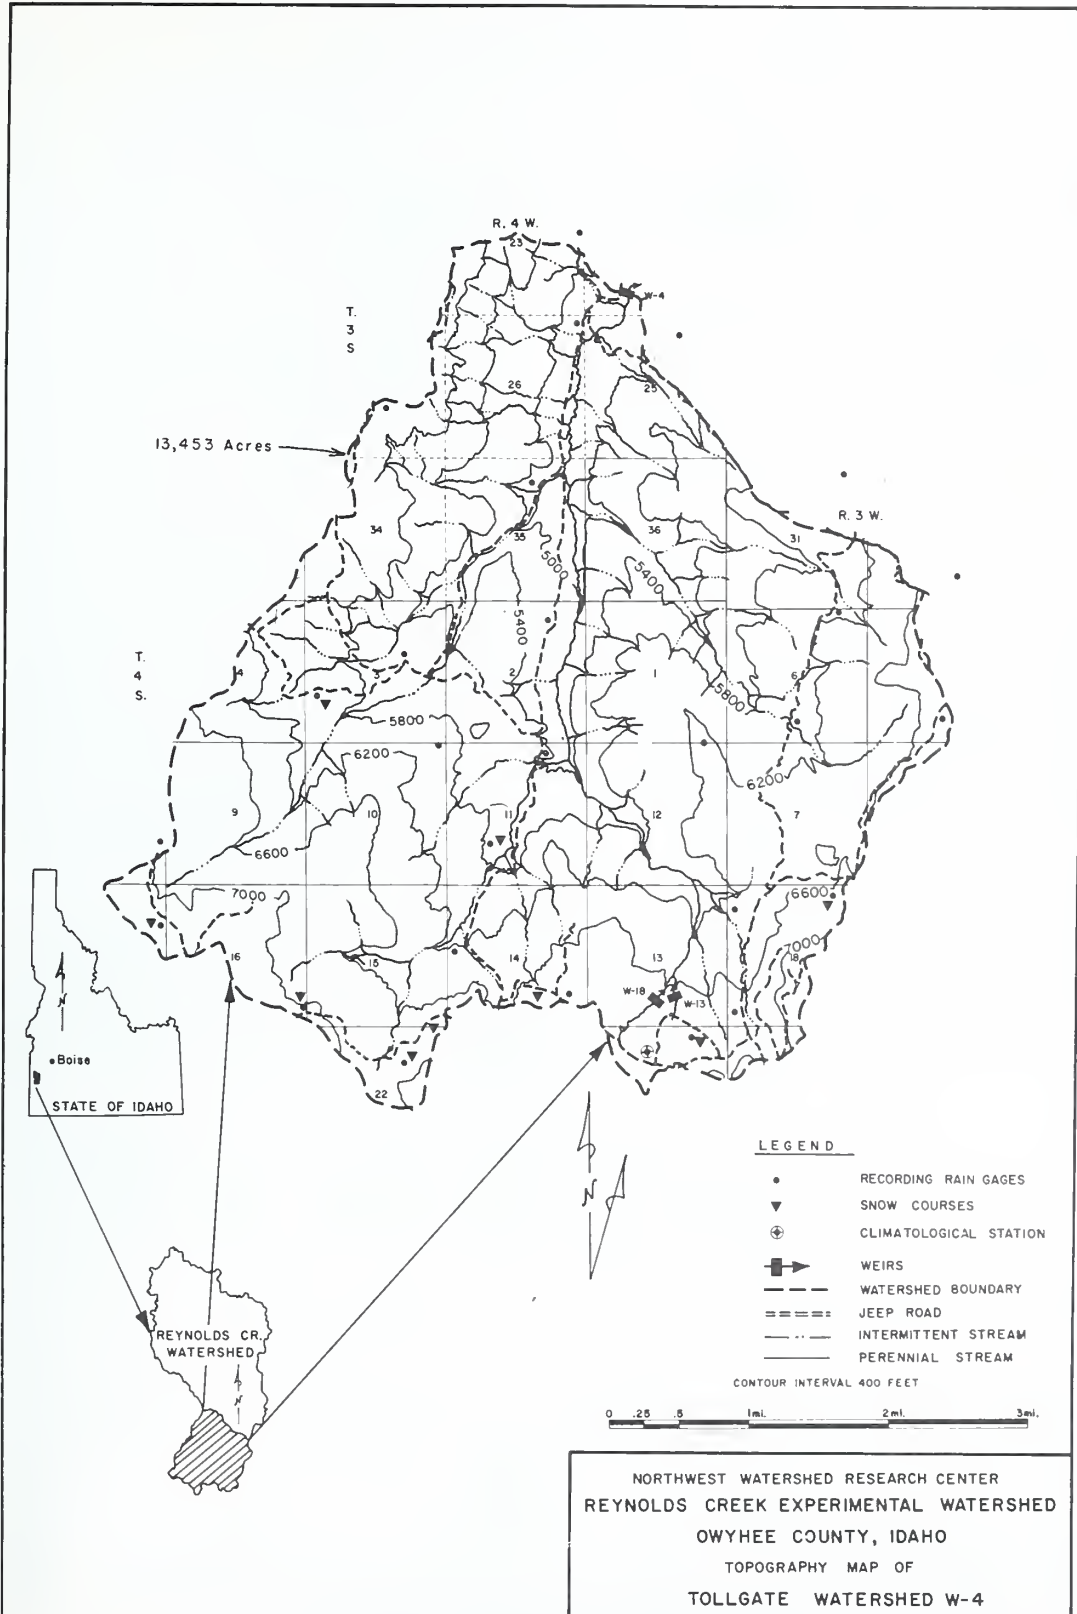 R. 4 W.
23
W-4
T.
3
S
26
25
13,453 Acres
R. 3 W.
34
35
36
31
5000
5400
5400
T.
4
S.
4
3
2
1
6
5800
5800
6200
6200
9
10
11
12
7
6600
7000
6600
7000
16
15
14
13
18
W-18
W-13
22
N
Boise
STATE OF IDAHO
N
LEGEND
RECORDING RAIN GAGES
SNOW COURSES
CLIMATOLOGICAL STATION
WEIRS
WATERSHED BOUNDARY
JEEP ROAD
INTERMITTENT STREAM
PERENNIAL STREAM
CONTOUR INTERVAL 400 FEET
0 .25 .5 1mi. 2mi. 3mi.
REYNOLDS CR.
WATERSHED
N
NORTHWEST WATERSHED RESEARCH CENTER
REYNOLDS CREEK EXPERIMENTAL WATERSHED
OWYHEE COUNTY, IDAHO
TOPOGRAPHY MAP OF
TOLLGATE WATERSHED W-4